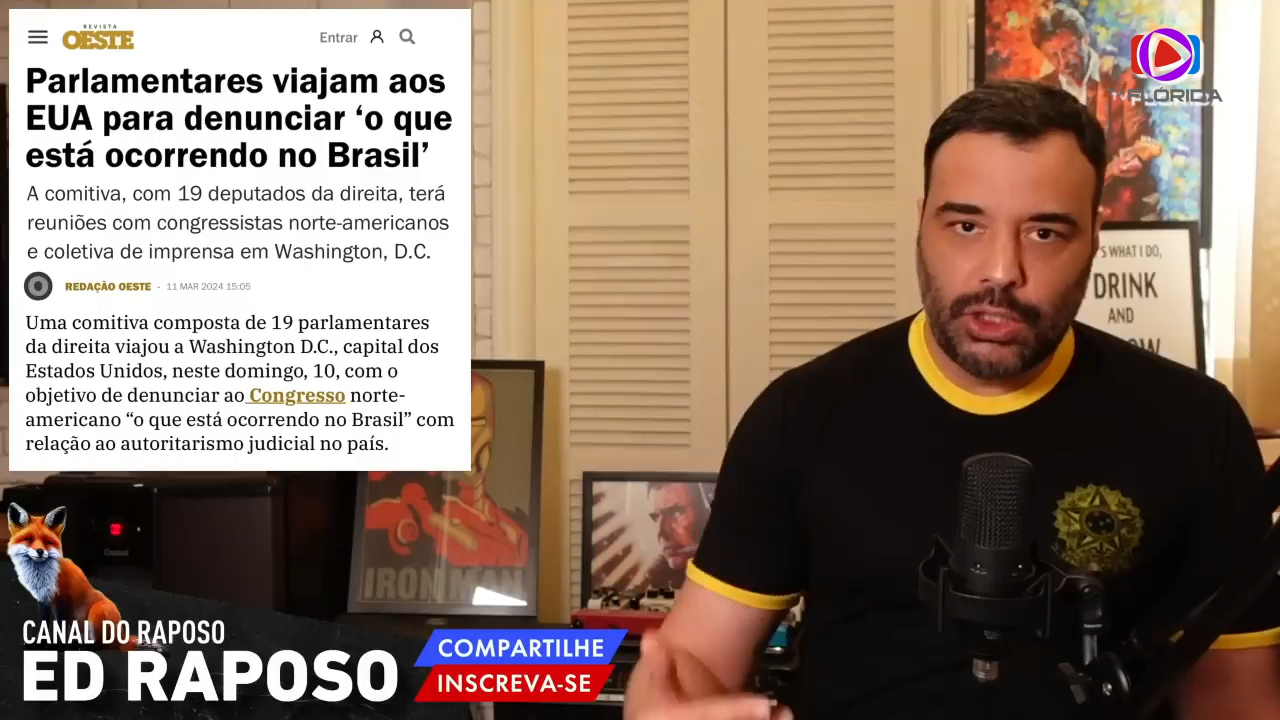 REVISTA
OESTE
Entrar
Parlamentares viajam aos
EUA para denunciar ‘o que
está ocorrendo no Brasil’
A comitiva, com 19 deputados da direita, terá
reuniões com congressistas norte-americanos
e coletiva de imprensa em Washington, D.C.
REDAÇÃO OESTE - 11 MAR 2024 15:05
Uma comitiva composta de 19 parlamentares
da direita viajou a Washington D.C., capital dos
Estados Unidos, neste domingo, 10, com o
objetivo de denunciar ao Congresso norte-
americano “o que está ocorrendo no Brasil” com
relação ao autoritarismo judicial no país.
TV FLÓRIDA
WHAT I DO,
DRINK
AND
IRON MAN
CANAL DO RAPOSO
ED RAPOSO
COMPARTILHE
INSCREVA-SE